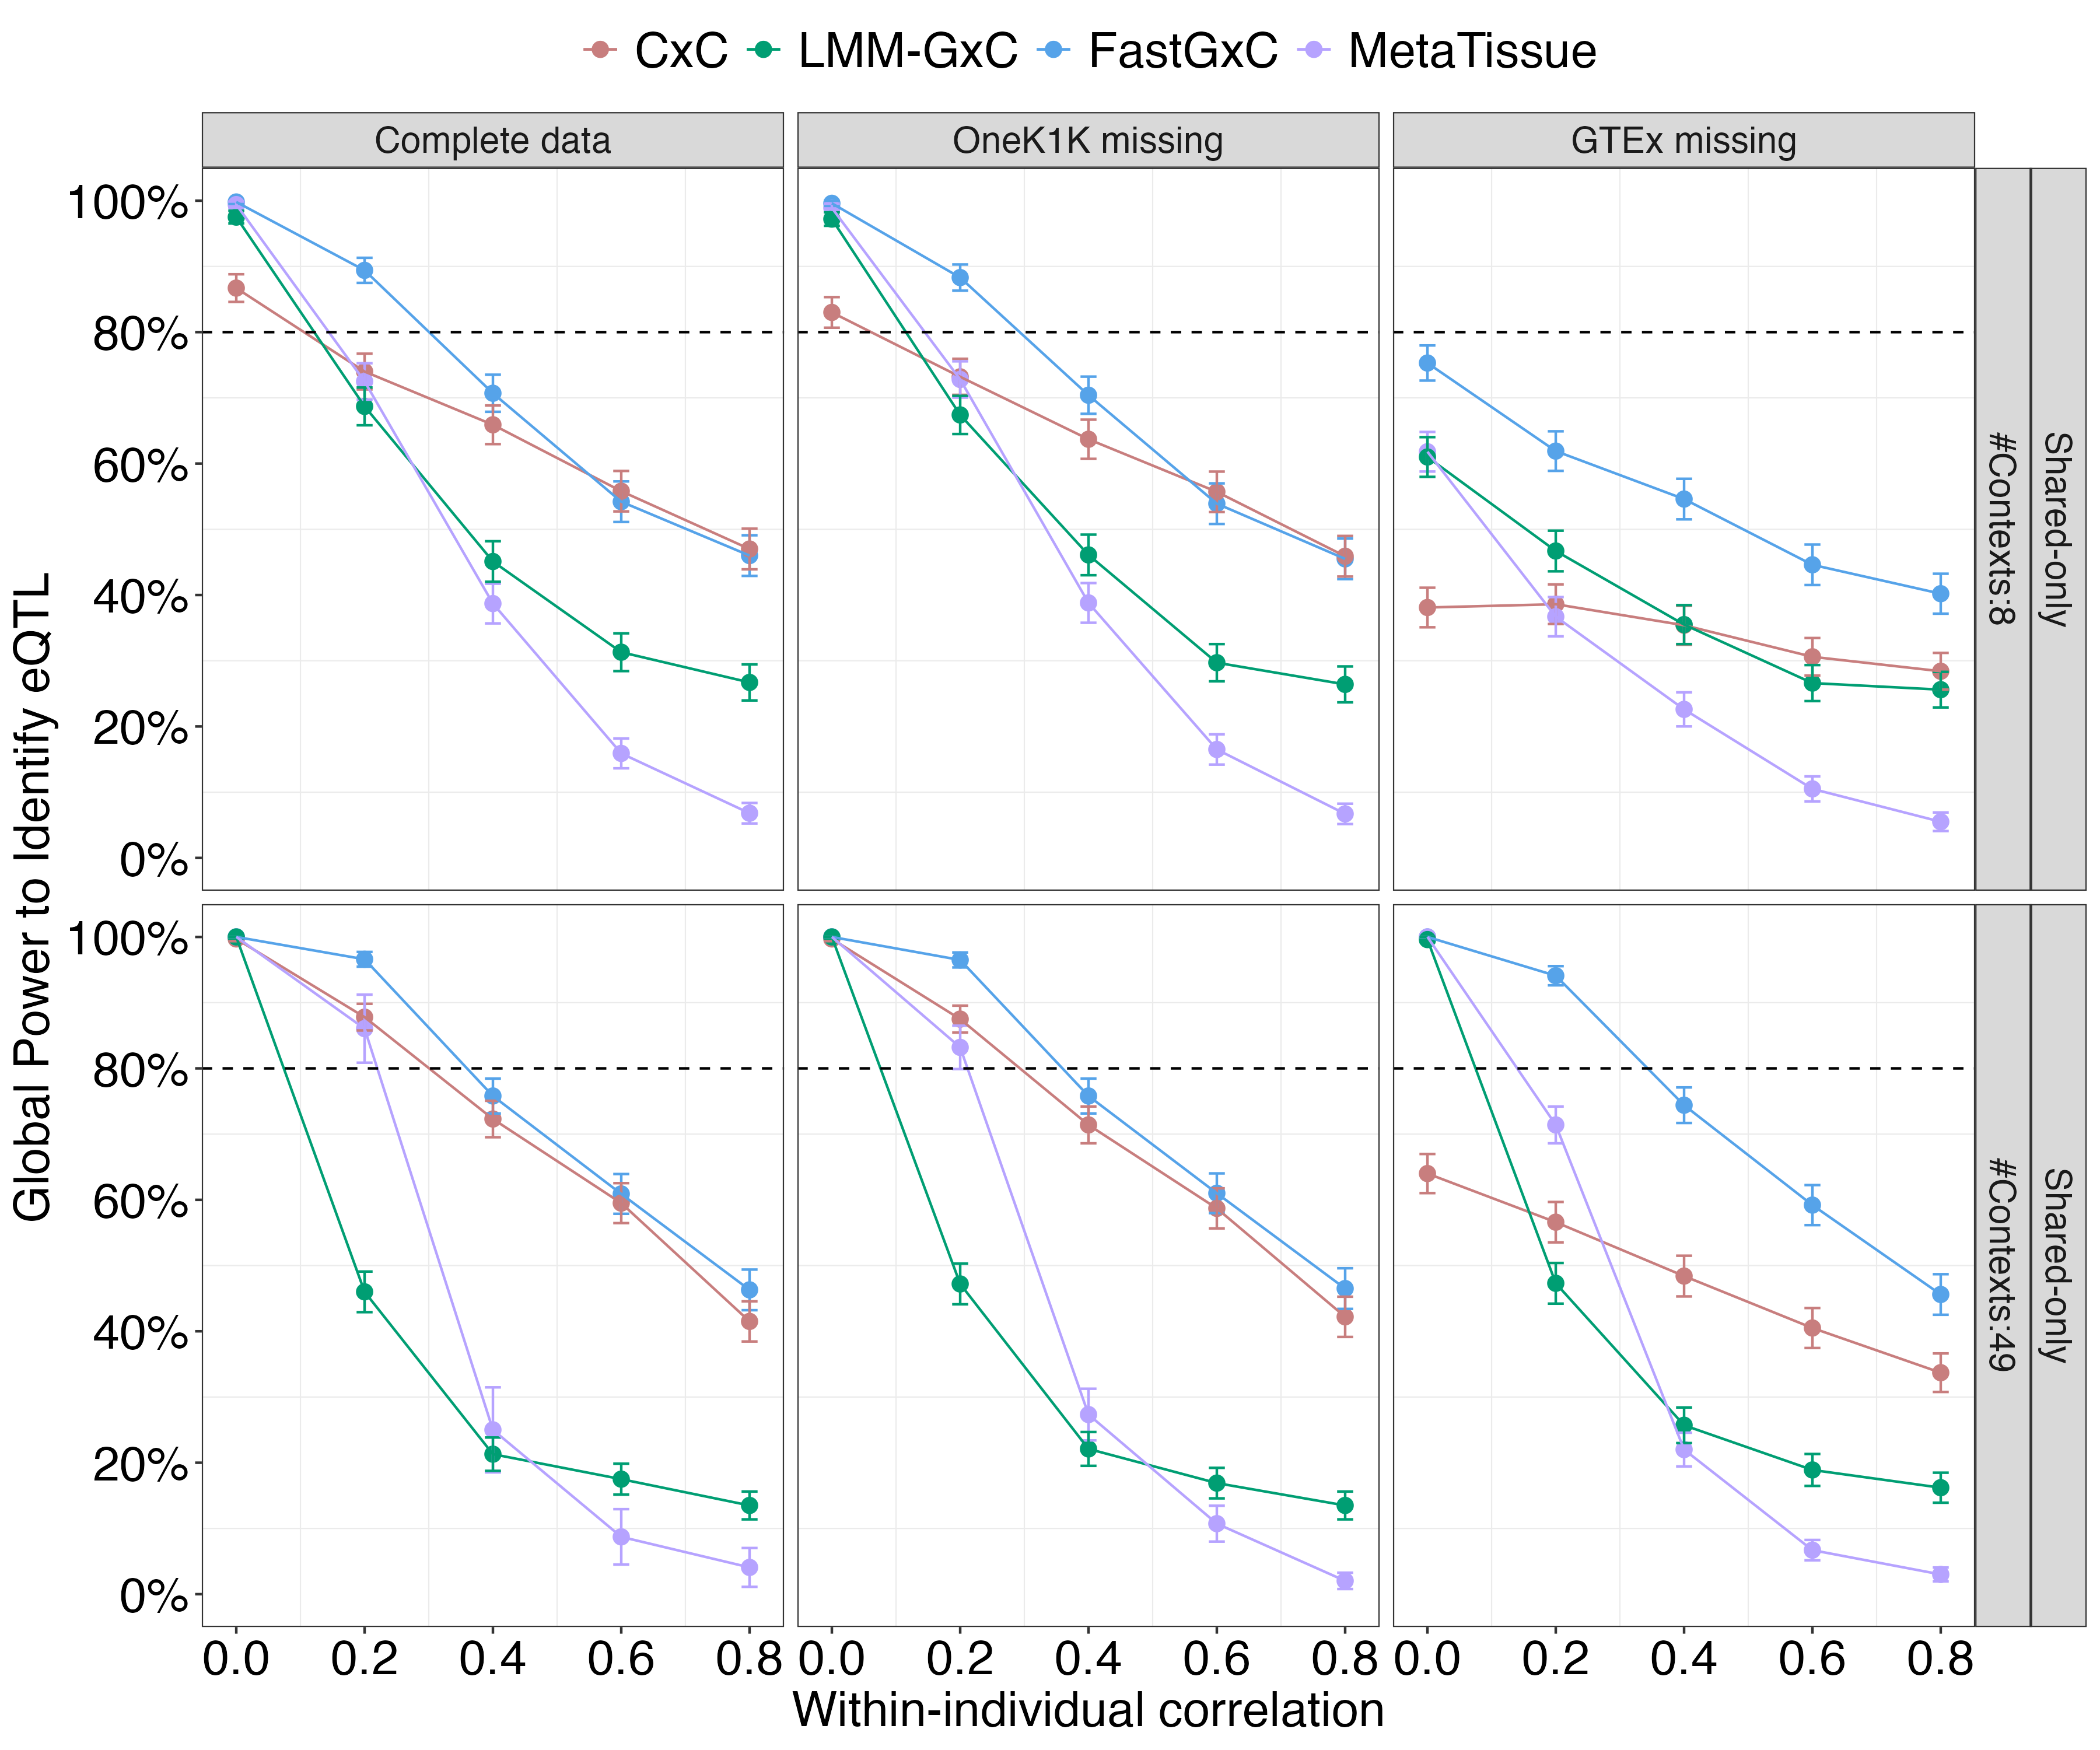 CxC LMM-GxC FastGxC MetaTissue
Complete data
OneK1K missing
GTEx missing
Global Power to Identify eQTL
100%
80%
60%
40%
20%
0%
#Contexts:8
Shared-only
100%
80%
60%
40%
20%
0%
#Contexts:49
Shared-only
0.0 0.2 0.4 0.6 0.8
0.0 0.2 0.4 0.6 0.8
0.0 0.2 0.4 0.6 0.8
Within-individual correlation